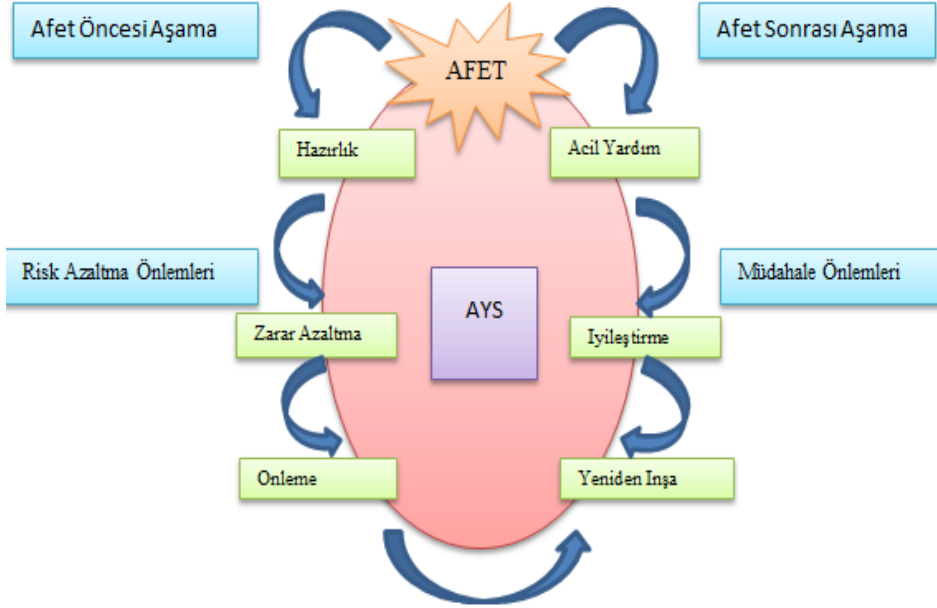 Afet Öncesi Aşama
Afet Sonrası Aşama
AFET
Hazırlık
Acil Yardım
Risk Azaltma Önlemleri
Müdahale Önlemleri
AYS
Zarar Azaltma
Iyileştirme
Onleme
Yeniden Inşa